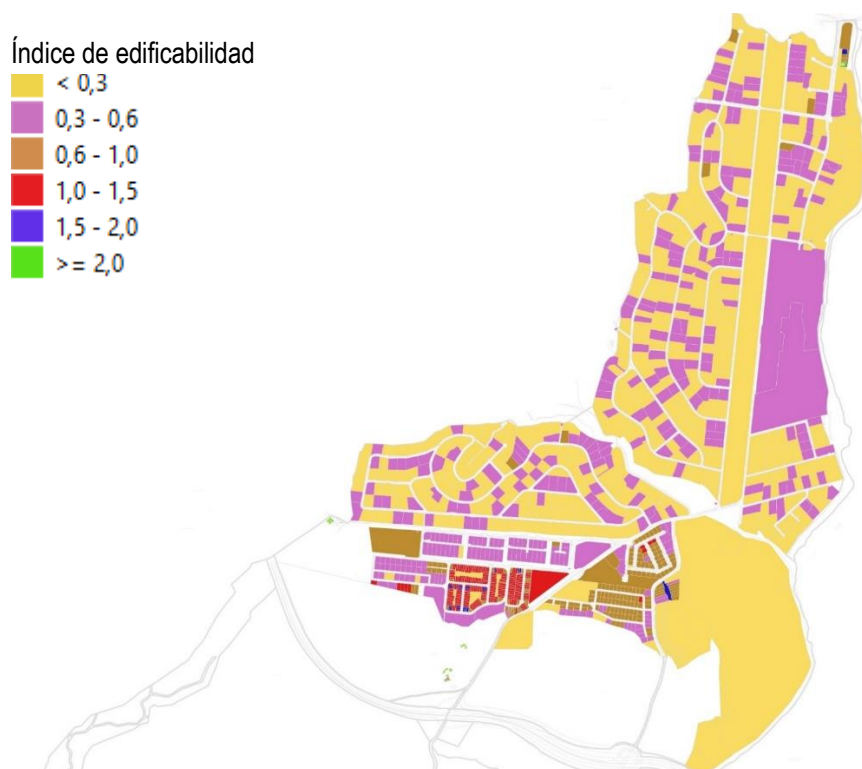 Índice de edificabilidad
< 0,3
0,3 - 0,6
0,6 - 1,0
1,0 - 1,5
1,5 - 2,0
>= 2,0